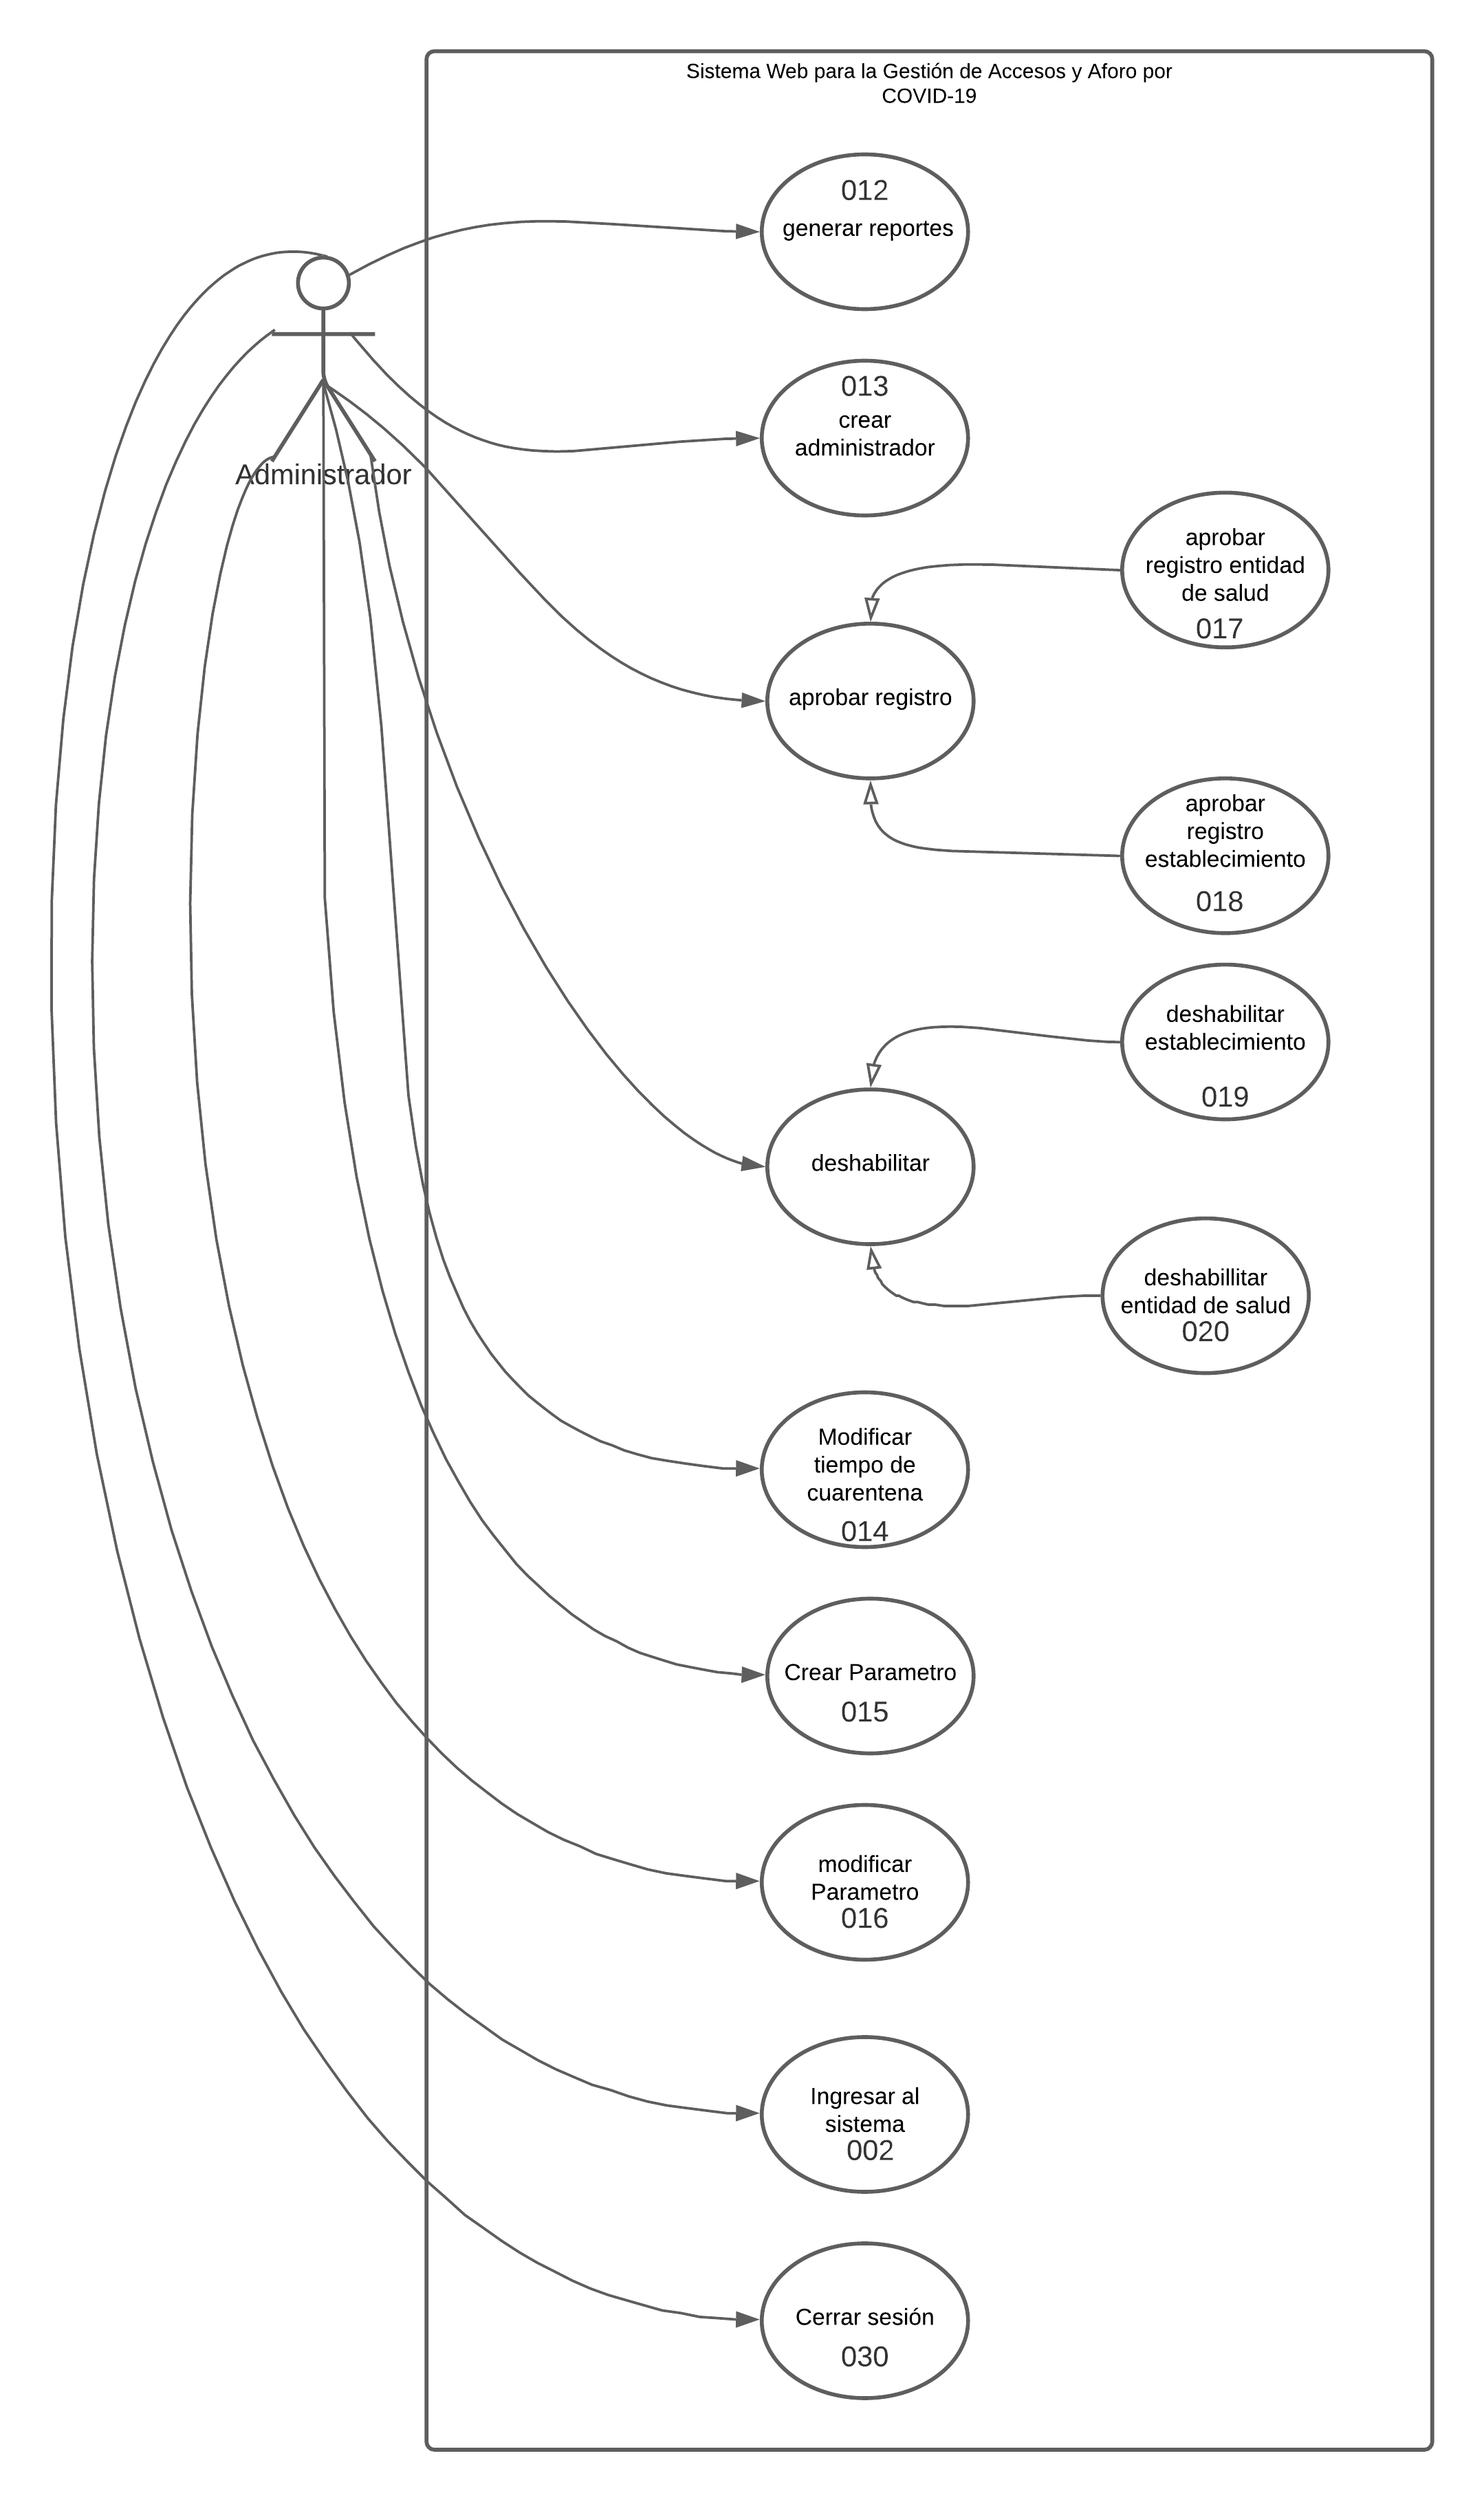 Sistema Web para la Gestión de Accesos y Aforo por
COVID-19
012
generar reportes
Administrador
013
crear
administrador
aprobar
registro entidad
de salud
017
aprobar registro
aprobar
registro
establecimiento
018
deshabilitar
establecimiento
019
deshabilitar
deshabillitar
entidad de salud
020
Modificar
tiempo de
cuarentena
014
Crear Parametro
015
modificar
Parametro
016
Ingresar al
sistema
002
Cerrar sesión
030